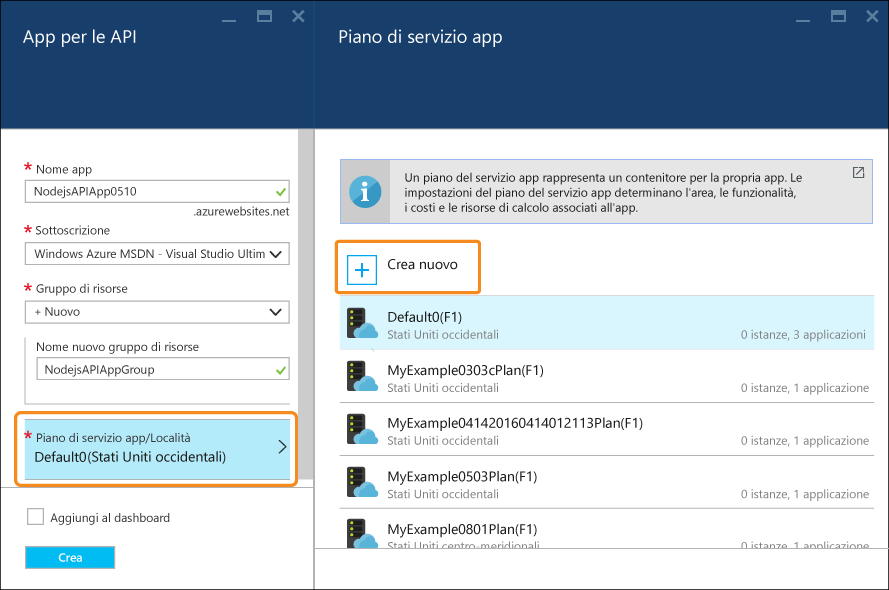 App per le API
* Nome app
NodejsAPIApp0510
.azurewebsites.net
* Sottoscrizione
Windows Azure MSDN - Visual Studio Ultim
* Gruppo di risorse
+ Nuovo
Nome nuovo gruppo di risorse
NodejsAPIAppGroup
* Piano di servizio app/Località
Default0(Stati Uniti occidentali)
Aggiungi al dashboard
Crea
Piano di servizio app
Un piano del servizio app rappresenta un contenitore per la propria app. Le
impostazioni del piano del servizio app determinano l'area, le funzionalità,
i costi e le risorse di calcolo associati all'app.
Crea nuovo
Default0(F1)
Stati Uniti occidentali 0 istanze, 3 applicazioni
MyExample0303cPlan(F1)
Stati Uniti occidentali 0 istanze, 1 applicazione
MyExample041420160414012113Plan(F1)
Stati Uniti occidentali 0 istanze, 1 applicazione
MyExample0503Plan(F1)
Stati Uniti occidentali 0 istanze, 1 applicazione
MyExample0801Plan(F1)
Stati Uniti centro-meridionali 0 istanze, 1 applicazione